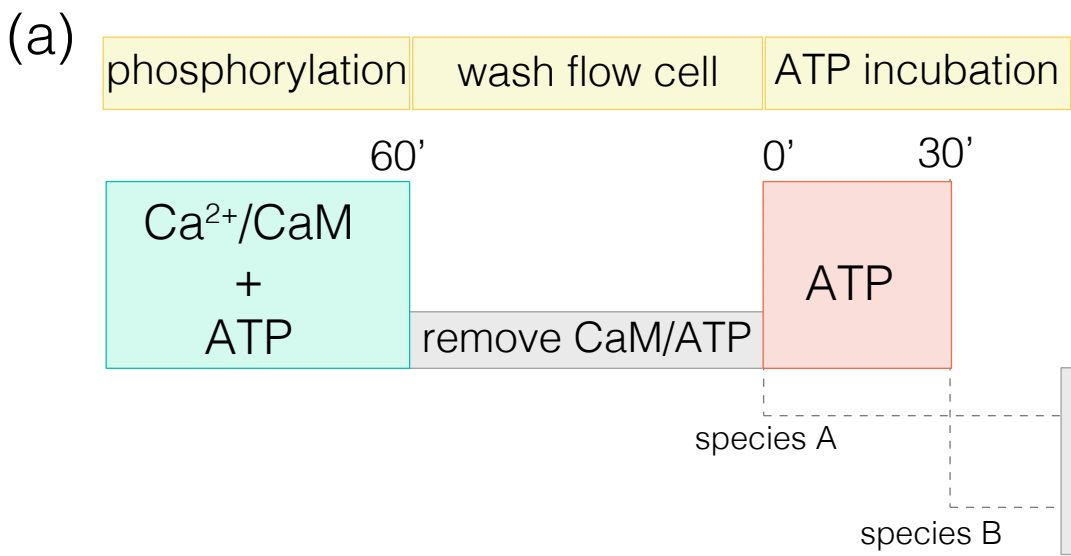 (a)
phosphorylation wash flow cell ATP incubation
60’ 0’ 30’
Ca²⁺/CaM
+
ATP
remove CaM/ATP
ATP
species A
species B